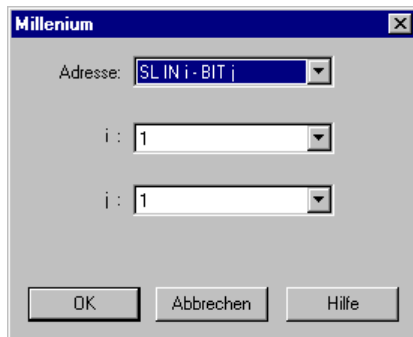 Millenium
Adresse: SL IN i - BIT j
i : 1
j : 1
OK Abbrechen Hilfe